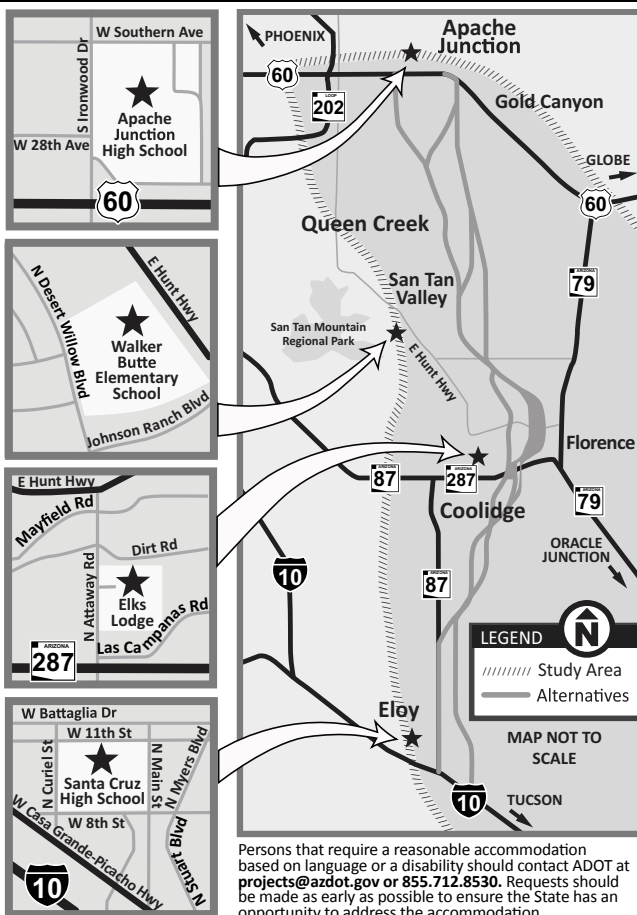 W Southern Ave
S Ironwood Dr
Apache
Junction
High School
W 28th Ave
60
N Desert Willow Blvd
E Hunt Hwy
Walker
Butte
Elementary
School
Johnson Ranch Blvd
E Hunt Hwy
Mayfield Rd
Dirt Rd
N Attaway Rd
Elks
Lodge
Las Campanas Rd
ARIZONA
287
W Battaglia Dr
W 11th St
N Curiel St
Santa Cruz
High School
N Main St
N Myers Blvd
W 8th St
W Casa Grande-Picacho Hwy
N Stuart Blvd
10
PHOENIX
Apache
Junction
60
LOOP
202
Gold Canyon
GLOBE
60
Queen Creek
ARIZONA
79
San Tan
Valley
San Tan Mountain
Regional Park
E Hunt Hwy
Florence
87
ARIZONA
287
Coolidge
ARIZONA
79
ORACLE
JUNCTION
10
ARIZONA
87
N
LEGEND
Study Area
Alternatives
Eloy
MAP NOT TO
SCALE
10
TUCSON
Persons that require a reasonable accommodation
based on language or a disability should contact ADOT at
projects@azdot.gov or 855.712.8530. Requests should
be made as early as possible to ensure the State has an
opportunity to address the accommodation